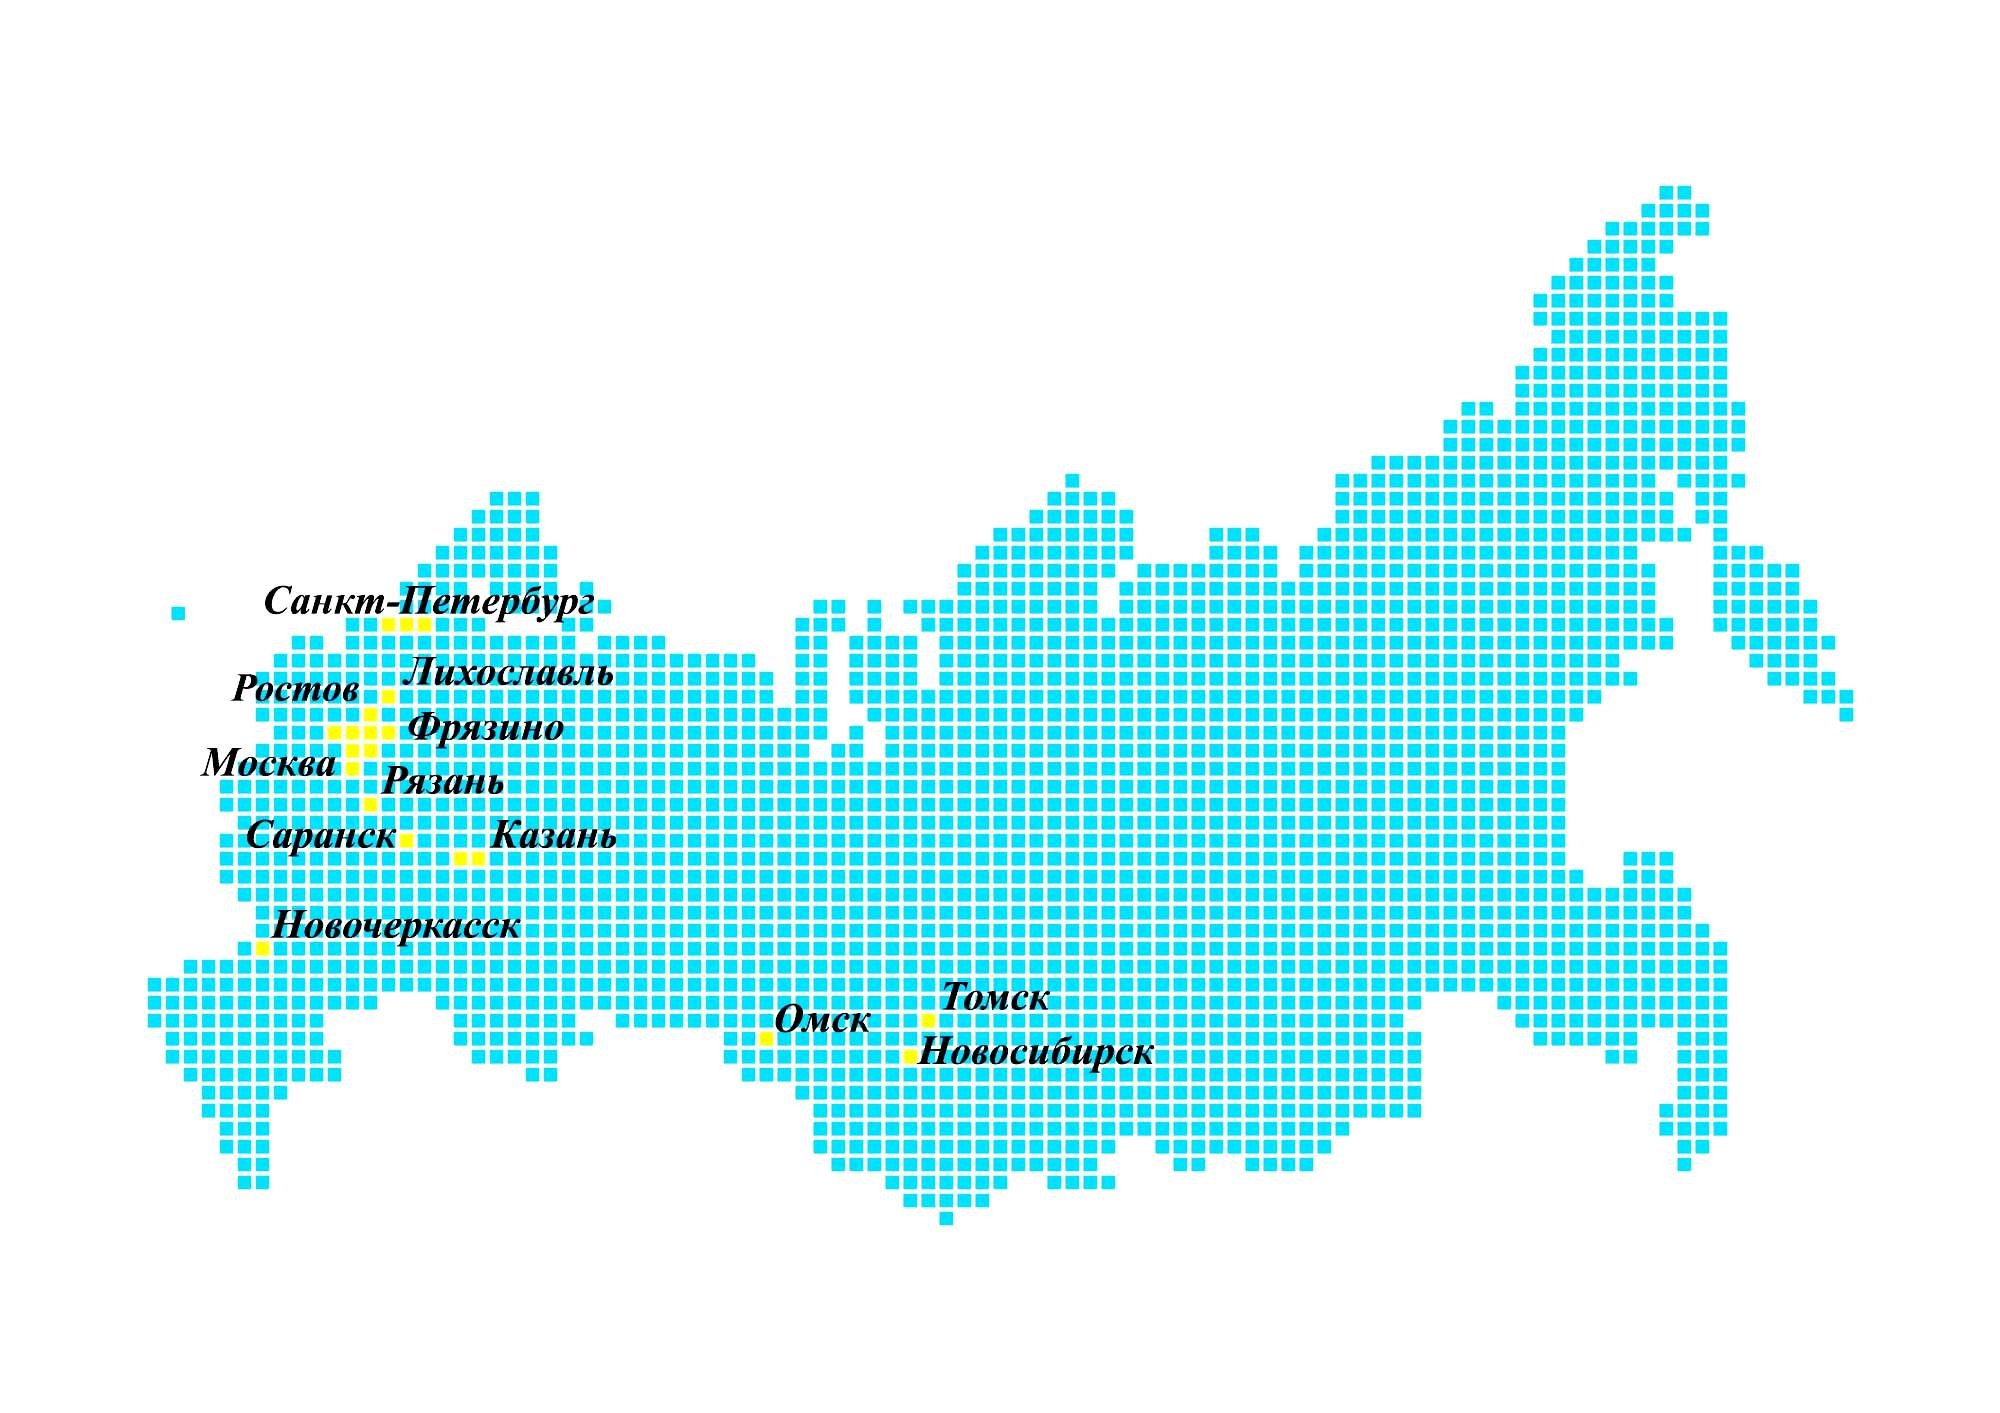 Санкт-Петербург
Лихославль
Ростов
Фрязино
Москва
Рязань
Саранск
Казань
Новочеркасск
Томск
Омск
Новосибирск